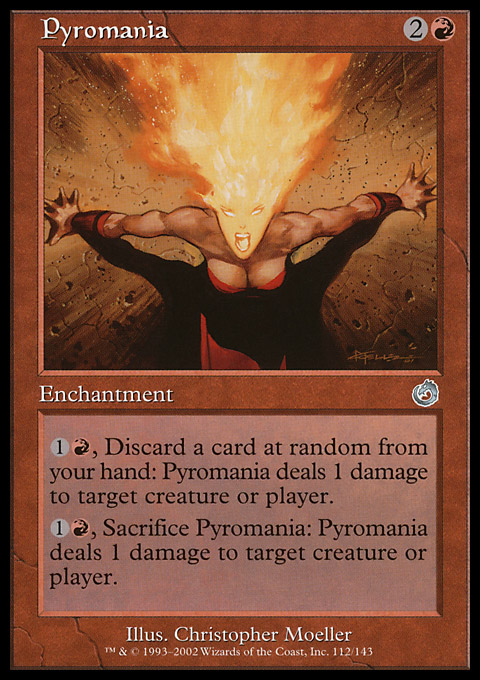 Pyromania 2
Enchantment
1, Discard a card at random from
your hand: Pyromania deals 1 damage
to target creature or player.
1, Sacrifice Pyromania: Pyromania
deals 1 damage to target creature or
player.
Illus. Christopher Moeller
™ & © 1993–2002 Wizards of the Coast, Inc. 112/143